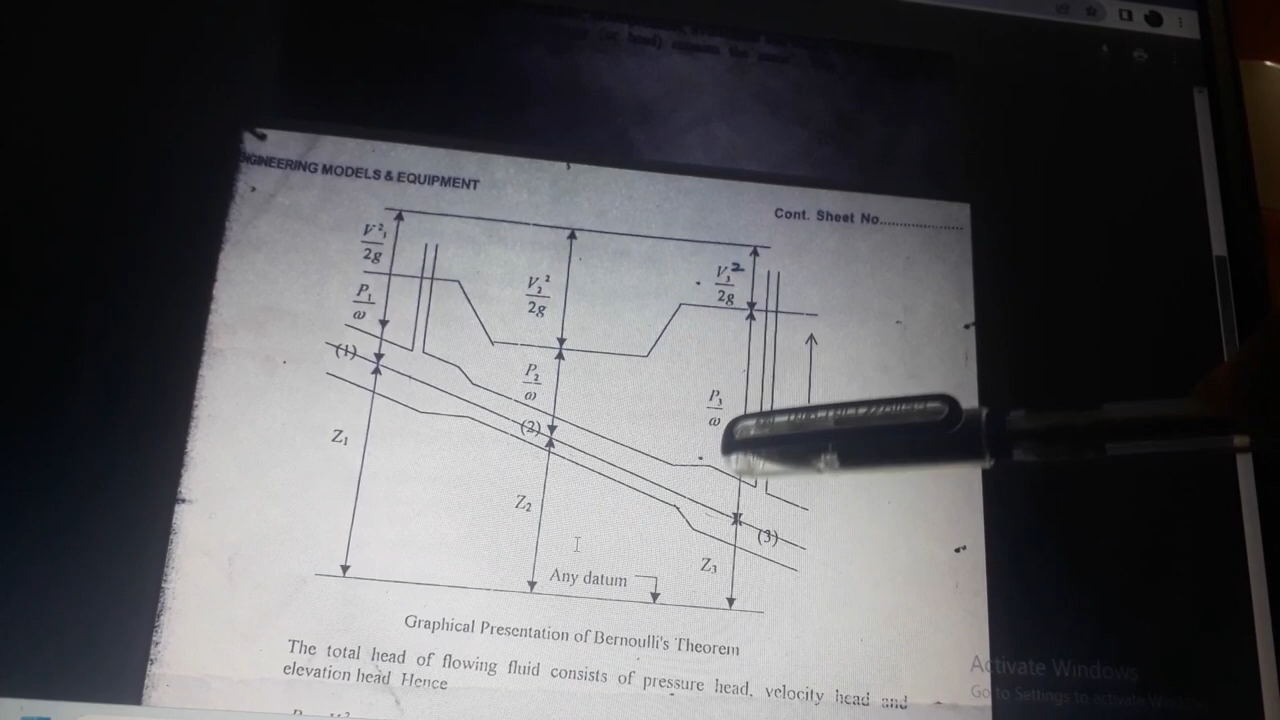 ENGINEERING MODELS & EQUIPMENT
Cont. Sheet No.....................
V²₁
2g
P₁
ω
V₂²
2g
V₃²
2g
P₂
ω
P₃
ω
(1)
(2)
(3)
Z₁
Z₂
Z₃
Any datum
Graphical Presentation of Bernoulli's Theorem
The total head of flowing fluid consists of pressure head, velocity head and
elevation head Hence
Activate Windows
Go to Settings to activate Windows